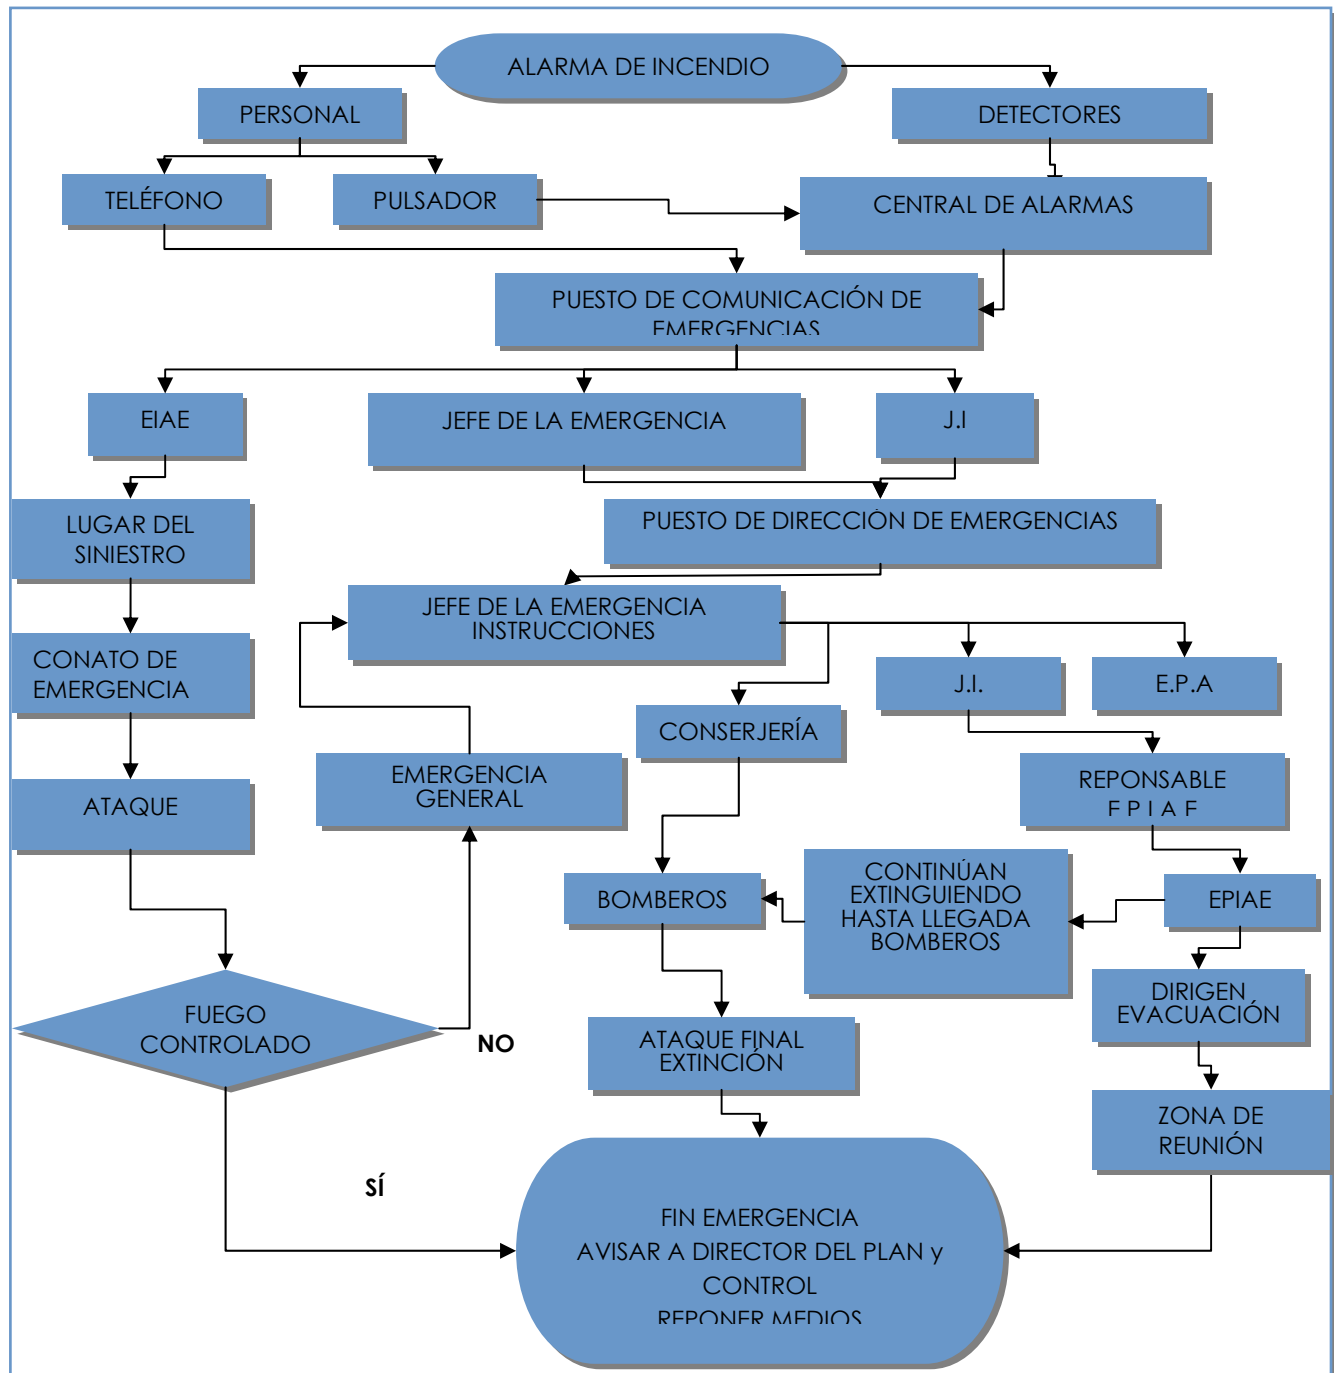 ALARMA DE INCENDIO
PERSONAL
DETECTORES
TELÉFONO
PULSADOR
CENTRAL DE ALARMAS
PUESTO DE COMUNICACIÓN DE
EMERGENCIAS
EIAE
JEFE DE LA EMERGENCIA
J.I
LUGAR DEL
SINIESTRO
PUESTO DE DIRECCIÓN DE EMERGENCIAS
JEFE DE LA EMERGENCIA
INSTRUCCIONES
CONATO DE
EMERGENCIA
J.I.
E.P.A
CONSERJERÍA
EMERGENCIA
GENERAL
REPONSABLE
ATAQUE
CONTINÚAN
EXTINGUIENDO
HASTA LLEGADA
BOMBEROS
BOMBEROS
EPIAE
DIRIGEN
EVACUACIÓN
FUEGO
CONTROLADO
NO
ATAQUE FINAL
EXTINCIÓN
ZONA DE
REUNIÓN
SÍ
FIN EMERGENCIA
AVISAR A DIRECTOR DEL PLAN y
CONTROL
REPONER MEDIOS